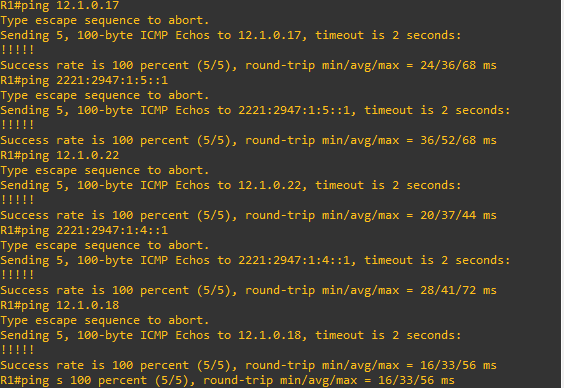 R1#ping 12.1.0.17
Type escape sequence to abort.
Sending 5, 100-byte ICMP Echos to 12.1.0.17, timeout is 2 seconds:
!!!!!
Success rate is 100 percent (5/5), round-trip min/avg/max = 24/36/68 ms
R1#ping 2221:2947:1:5::1
Type escape sequence to abort.
Sending 5, 100-byte ICMP Echos to 2221:2947:1:5::1, timeout is 2 seconds:
!!!!!
Success rate is 100 percent (5/5), round-trip min/avg/max = 36/52/68 ms
R1#ping 12.1.0.22
Type escape sequence to abort.
Sending 5, 100-byte ICMP Echos to 12.1.0.22, timeout is 2 seconds:
!!!!!
Success rate is 100 percent (5/5), round-trip min/avg/max = 20/37/44 ms
R1#ping 2221:2947:1:4::1
Type escape sequence to abort.
Sending 5, 100-byte ICMP Echos to 2221:2947:1:4::1, timeout is 2 seconds:
!!!!!
Success rate is 100 percent (5/5), round-trip min/avg/max = 28/41/72 ms
R1#ping 12.1.0.18
Type escape sequence to abort.
Sending 5, 100-byte ICMP Echos to 12.1.0.18, timeout is 2 seconds:
!!!!!
Success rate is 100 percent (5/5), round-trip min/avg/max = 16/33/56 ms
R1#ping s 100 percent (5/5), round-trip min/avg/max = 16/33/56 ms